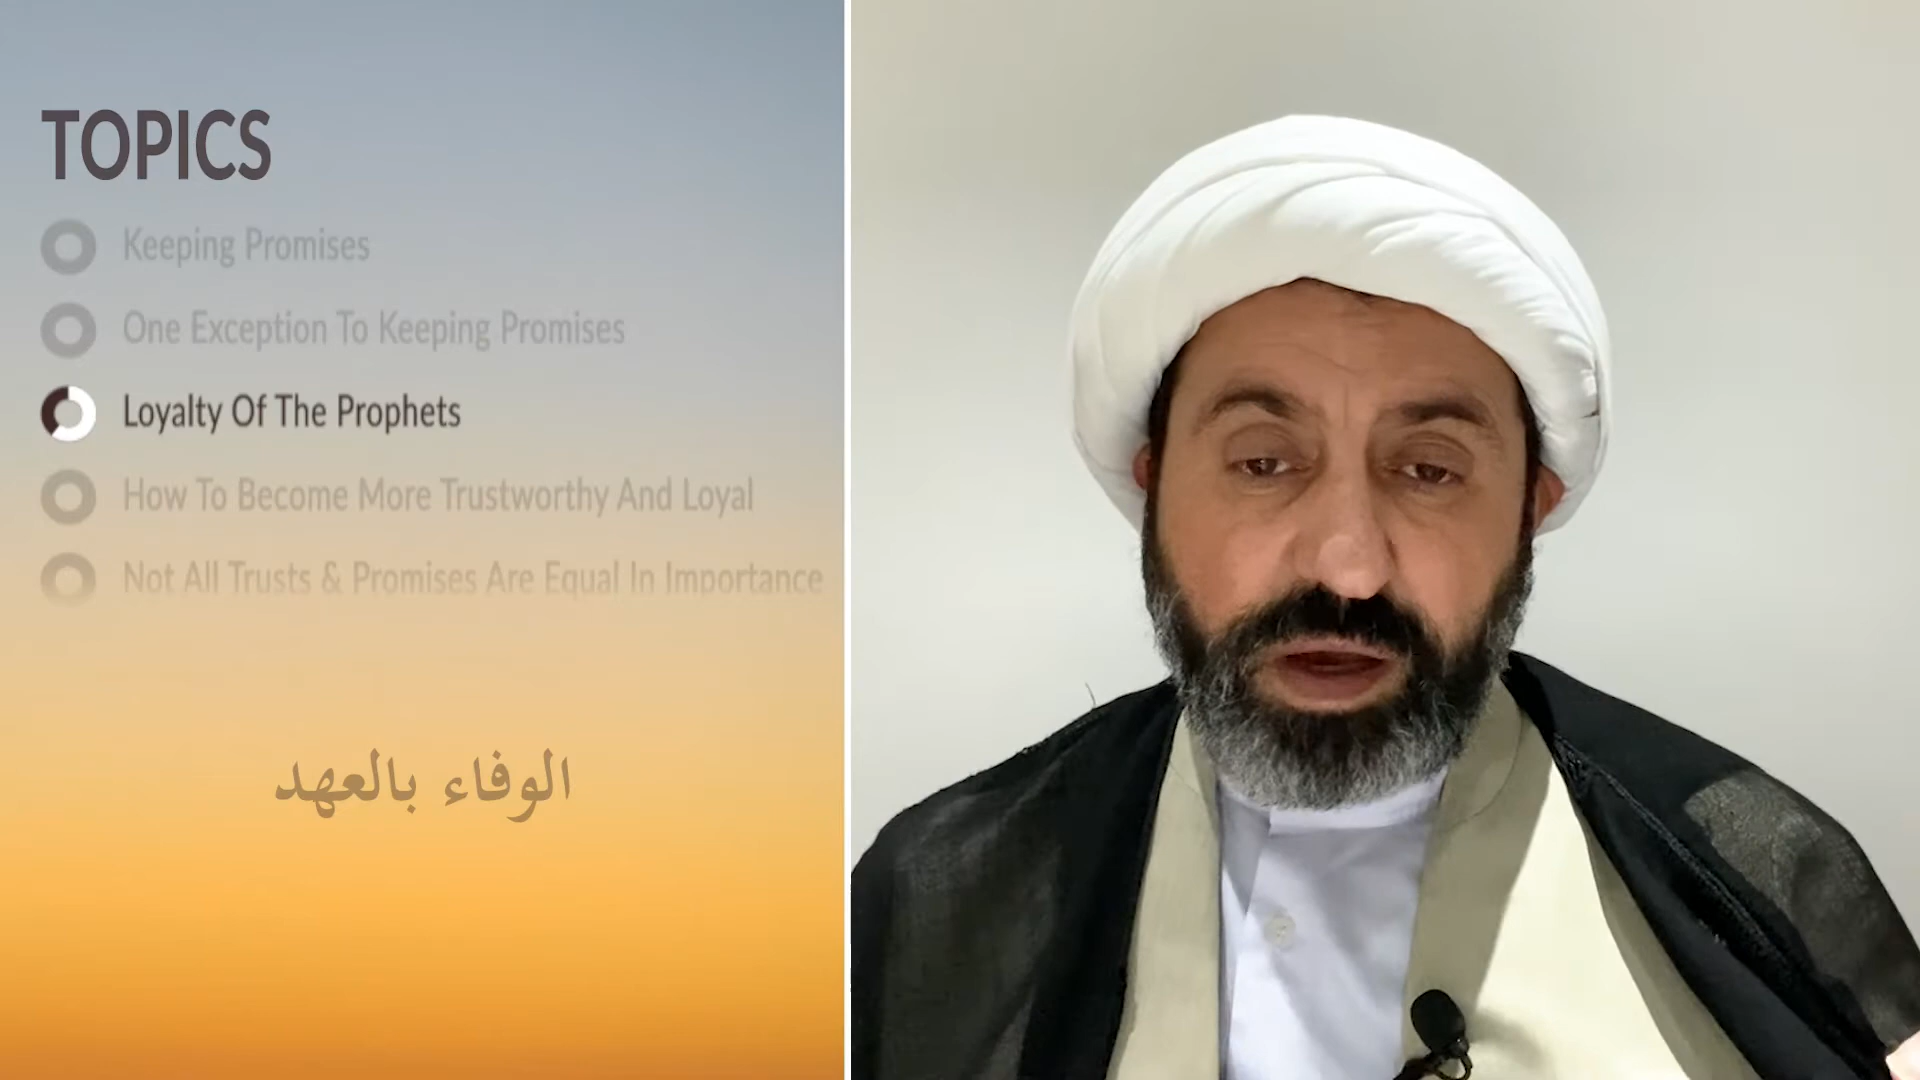 TOPICS
Keeping Promises
One Exception To Keeping Promises
Loyalty Of The Prophets
How To Become More Trustworthy And Loyal
Not All Trusts & Promises Are Equal In Importance
الوفاء بالعهد